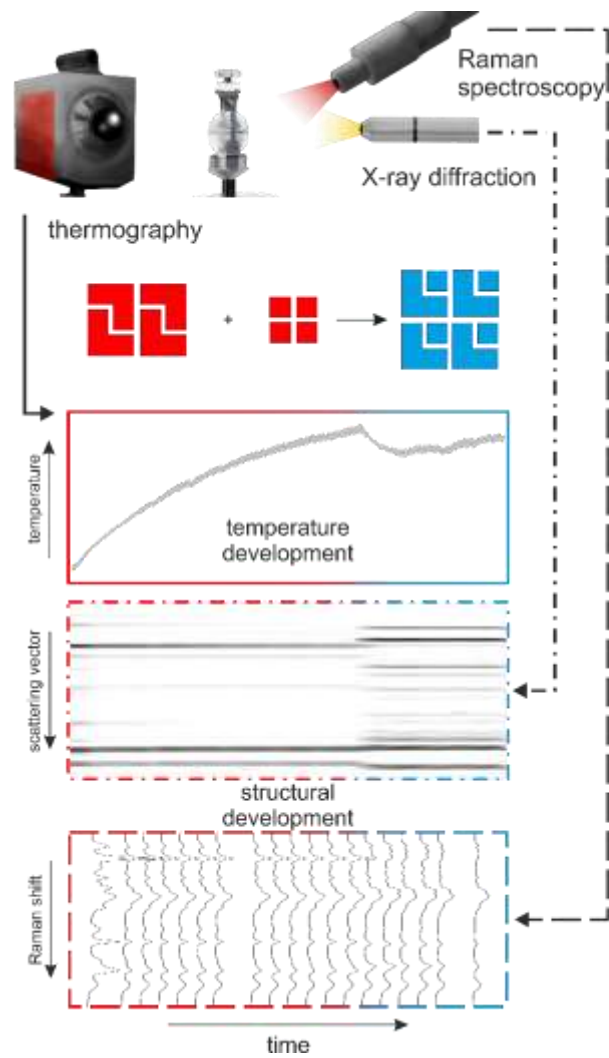 Raman
spectroscopy
X-ray diffraction
thermography
+
temperature
temperature
development
scattering vector
structural
development
Raman shift
time